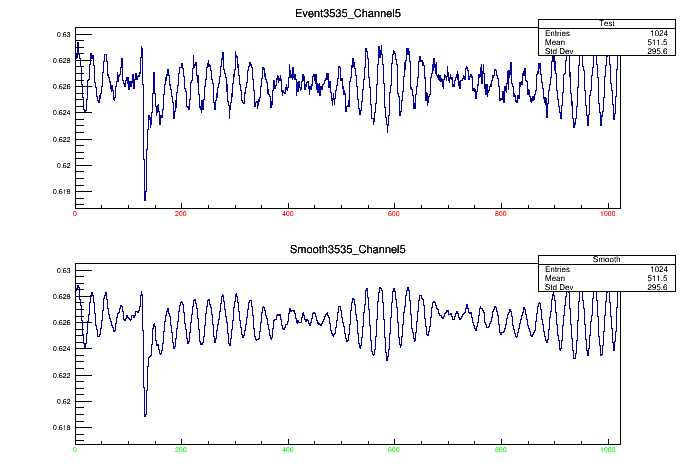 Event3535_Channel5
Test
Entries 1024
Mean 511.5
Std Dev 295.6
0.63
0.628
0.626
0.624
0.622
0.62
0.618
0 200 400 600 800 1000
Smooth3535_Channel5
Smooth
Entries 1024
Mean 511.5
Std Dev 295.6
0.63
0.628
0.626
0.624
0.622
0.62
0.618
0 200 400 600 800 1000